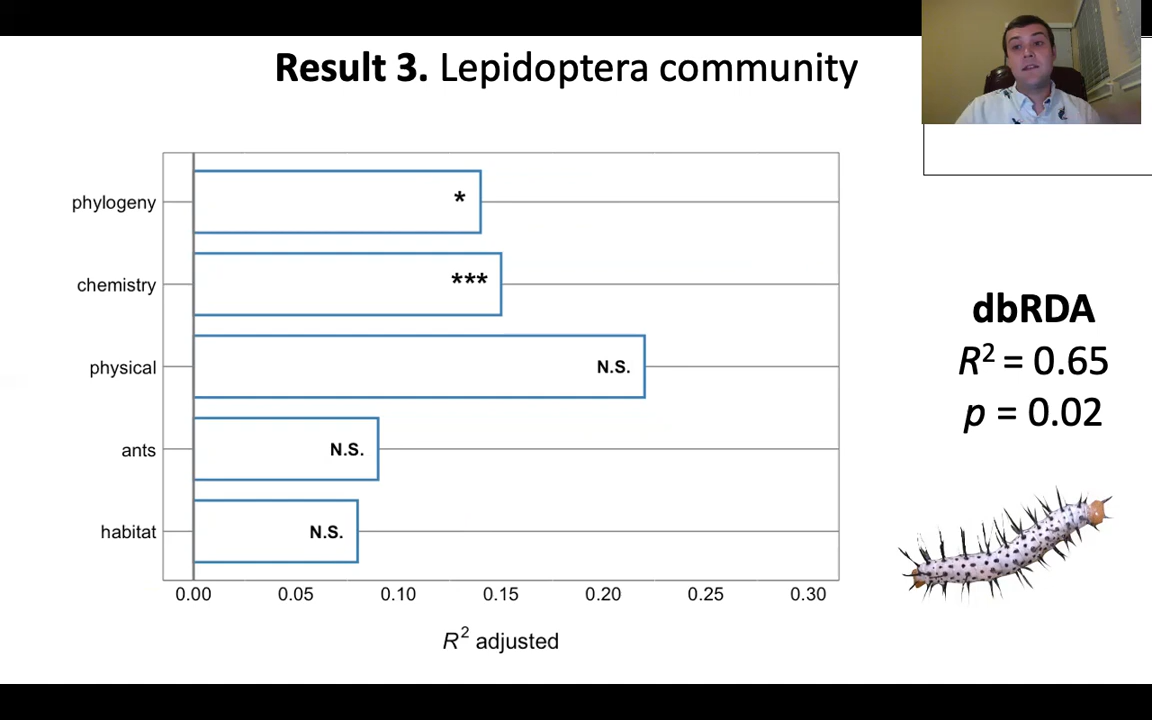 Result 3. Lepidoptera community
phylogeny
*
chemistry
***
physical
N.S.
ants
N.S.
habitat
N.S.
0.00 0.05 0.10 0.15 0.20 0.25 0.30
R² adjusted
dbRDA
R² = 0.65
p = 0.02